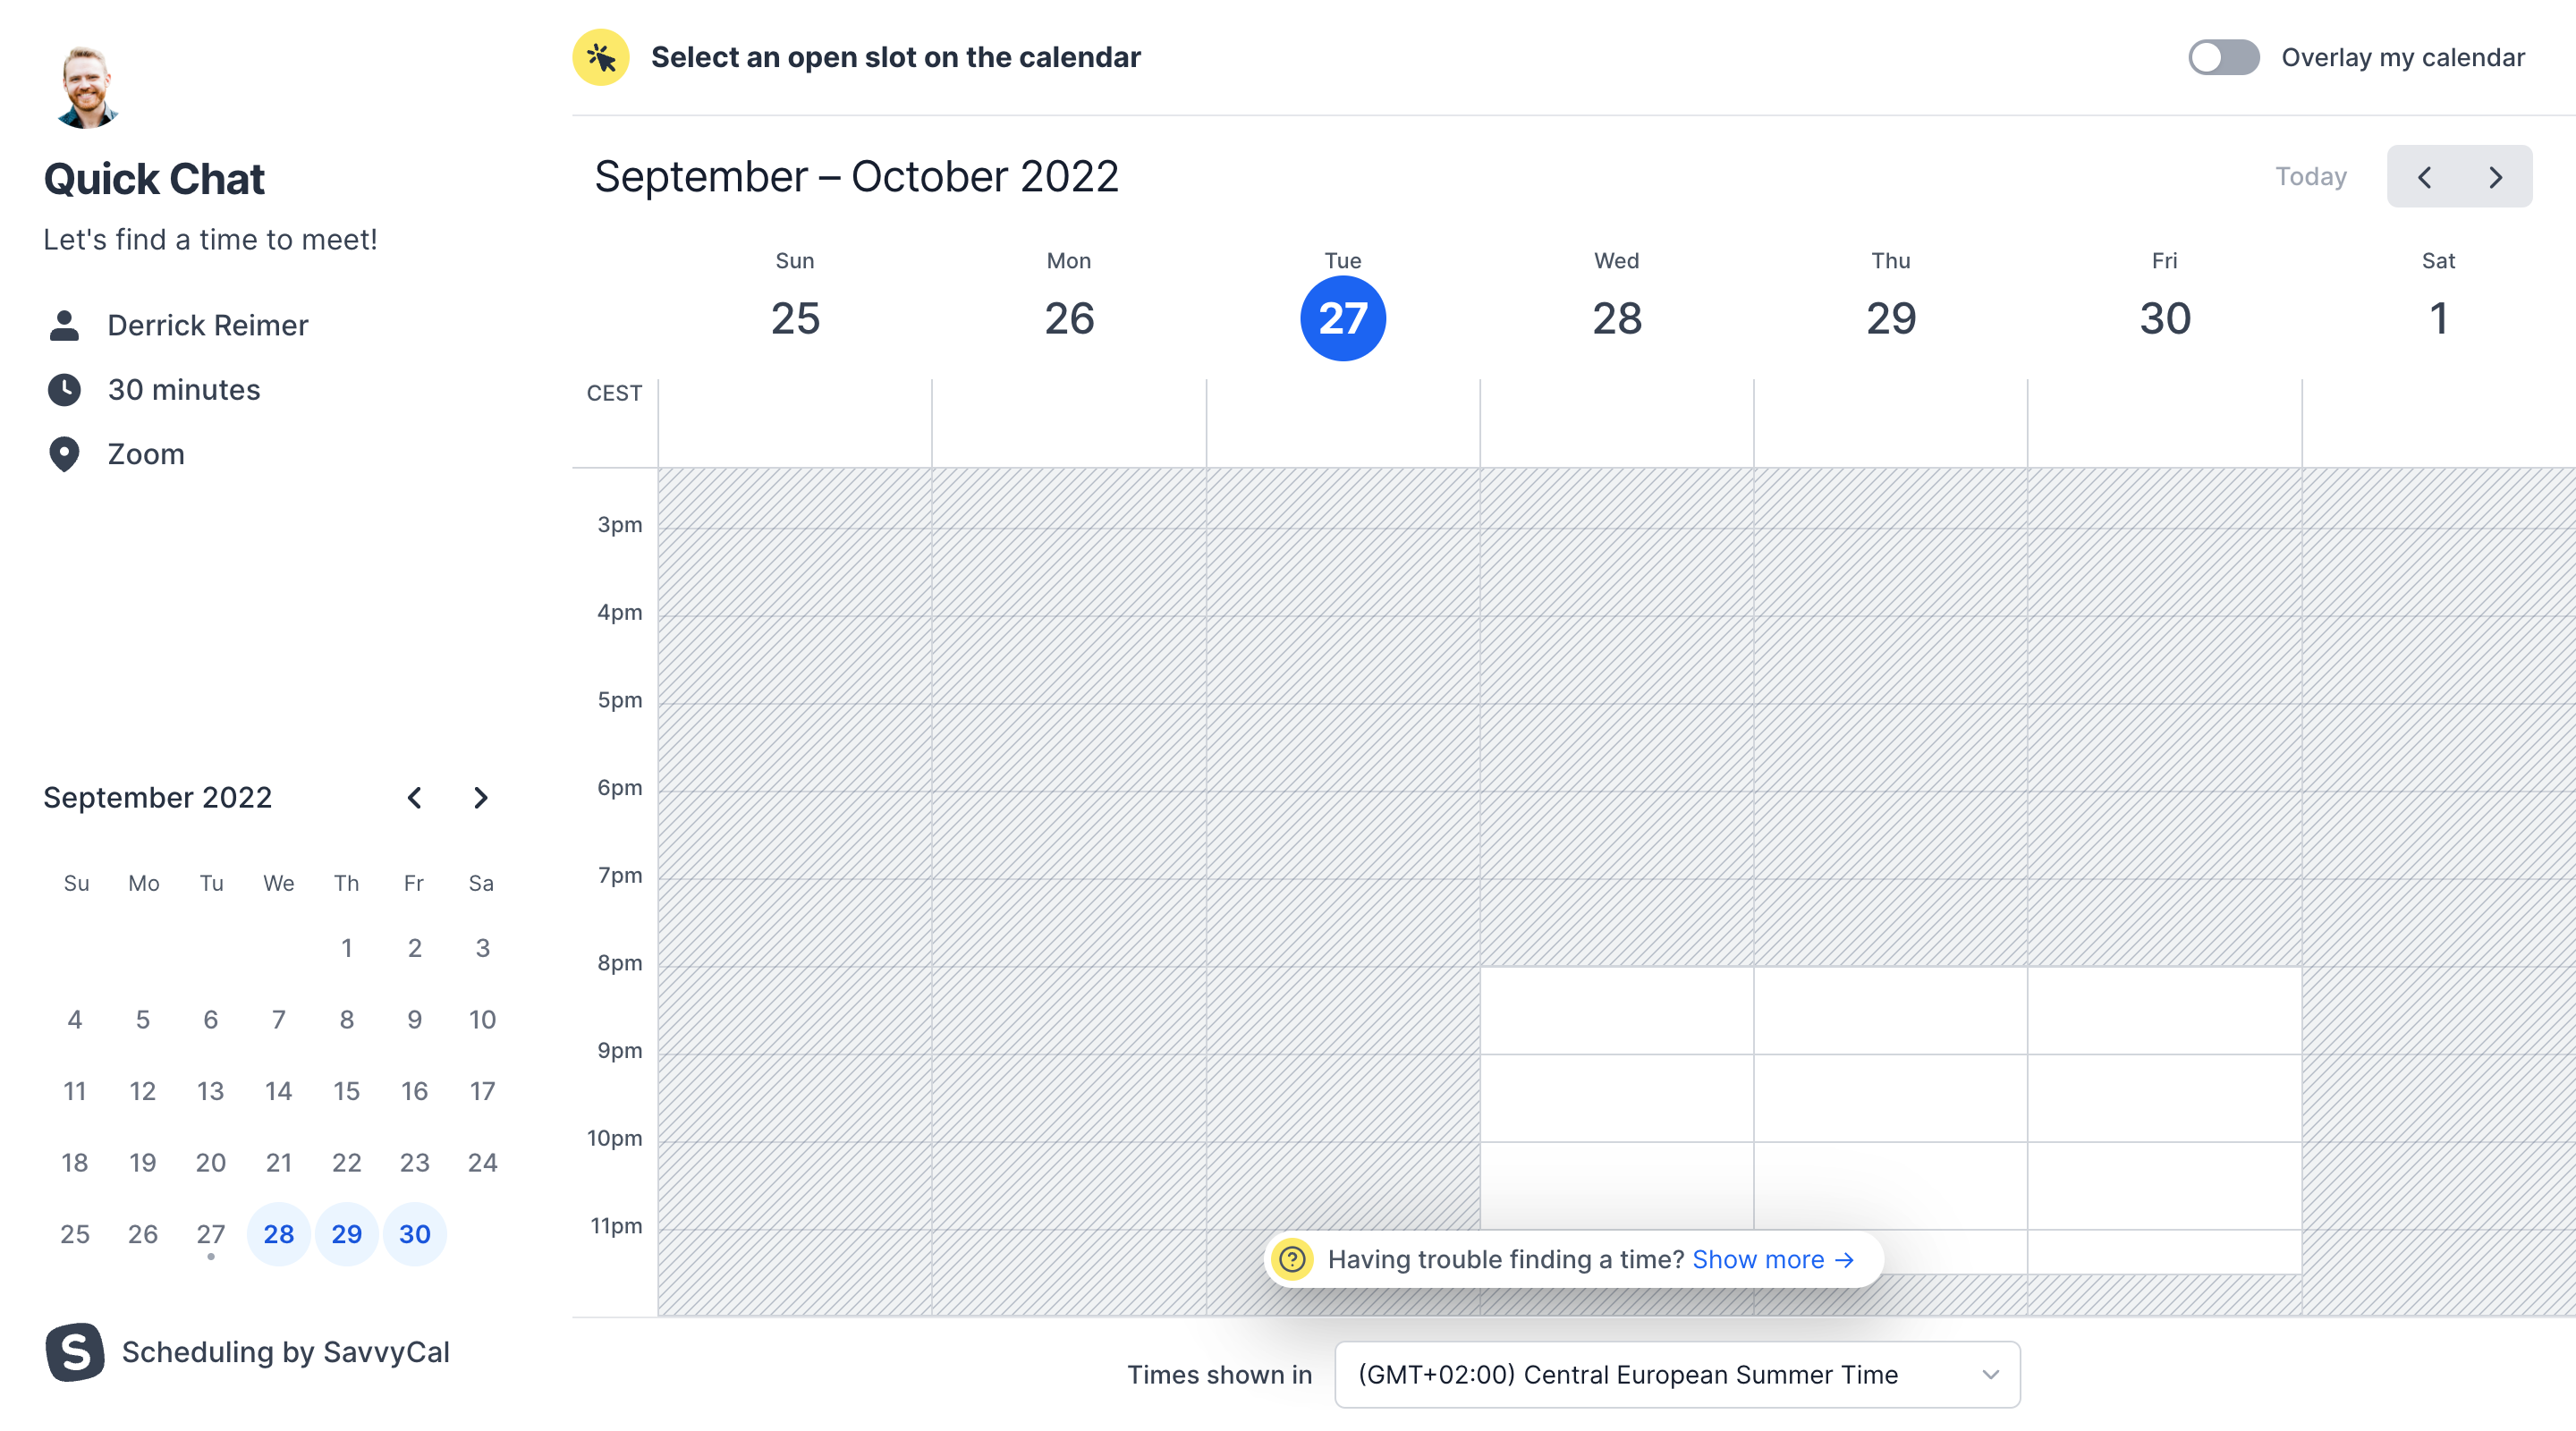 Quick Chat
Let's find a time to meet!
Derrick Reimer
30 minutes
Zoom
September 2022
Su Mo Tu We Th Fr Sa
1 2 3
4 5 6 7 8 9 10
11 12 13 14 15 16 17
18 19 20 21 22 23 24
25 26 27 28 29 30
S Scheduling by SavvyCal
Select an open slot on the calendar
Overlay my calendar
September – October 2022
Today
Sun Mon Tue Wed Thu Fri Sat
25 26 27 28 29 30 1
CEST
3pm
4pm
5pm
6pm
7pm
8pm
9pm
10pm
11pm
? Having trouble finding a time? Show more →
Times shown in (GMT+02:00) Central European Summer Time